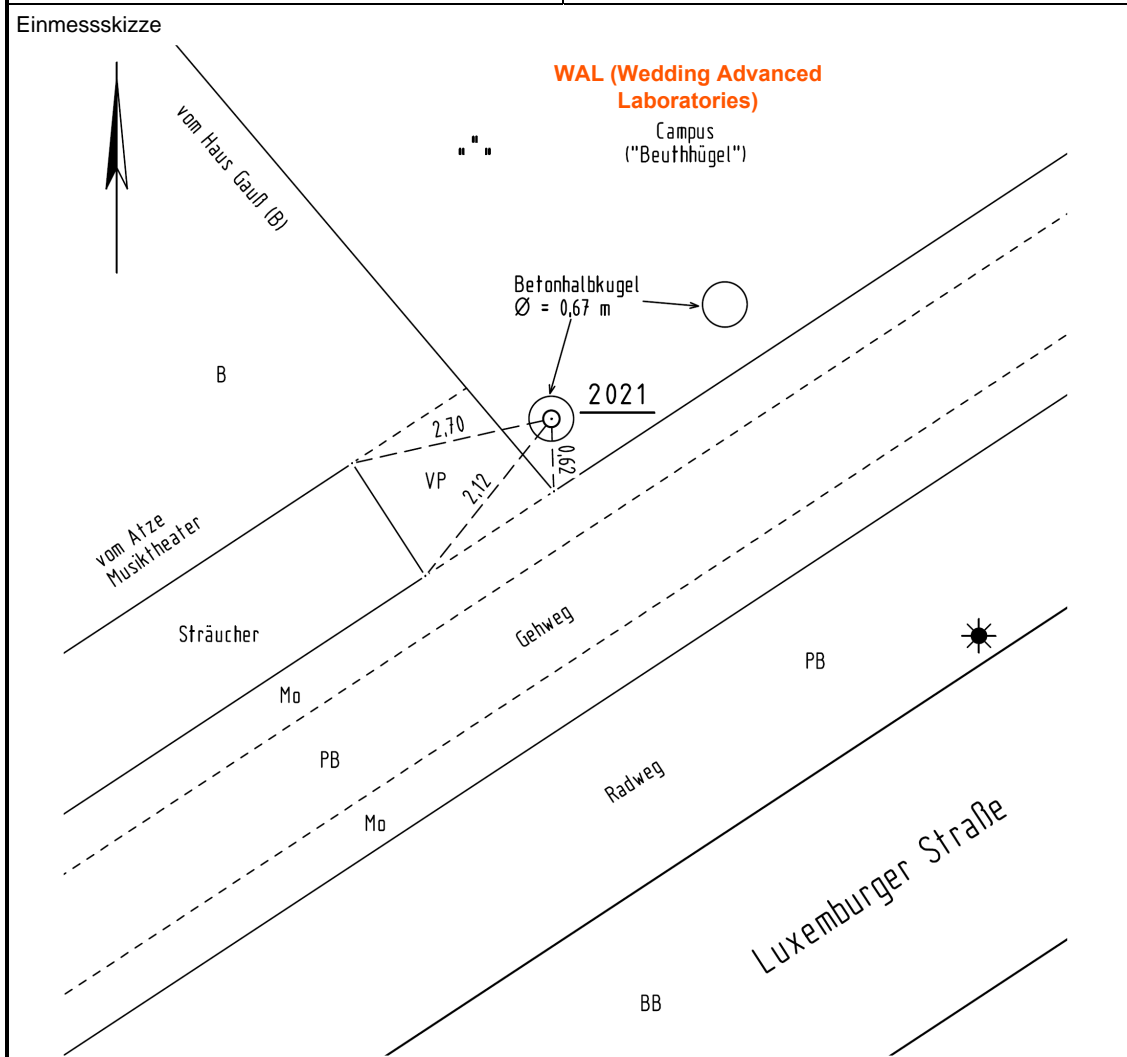 Einmessskizze
WAL (Wedding Advanced
Laboratories)
Campus
("Beuthhügel")
vom Haus Gauß (B)
Betonhalbkugel
Ø = 0,67 m
B
2021
2,70
0,62
VP
2,12
vom Atze
Musiktheater
Sträucher
Gehweg
PB
Mo
PB
Radweg
Mo
Luxemburger Straße
BB